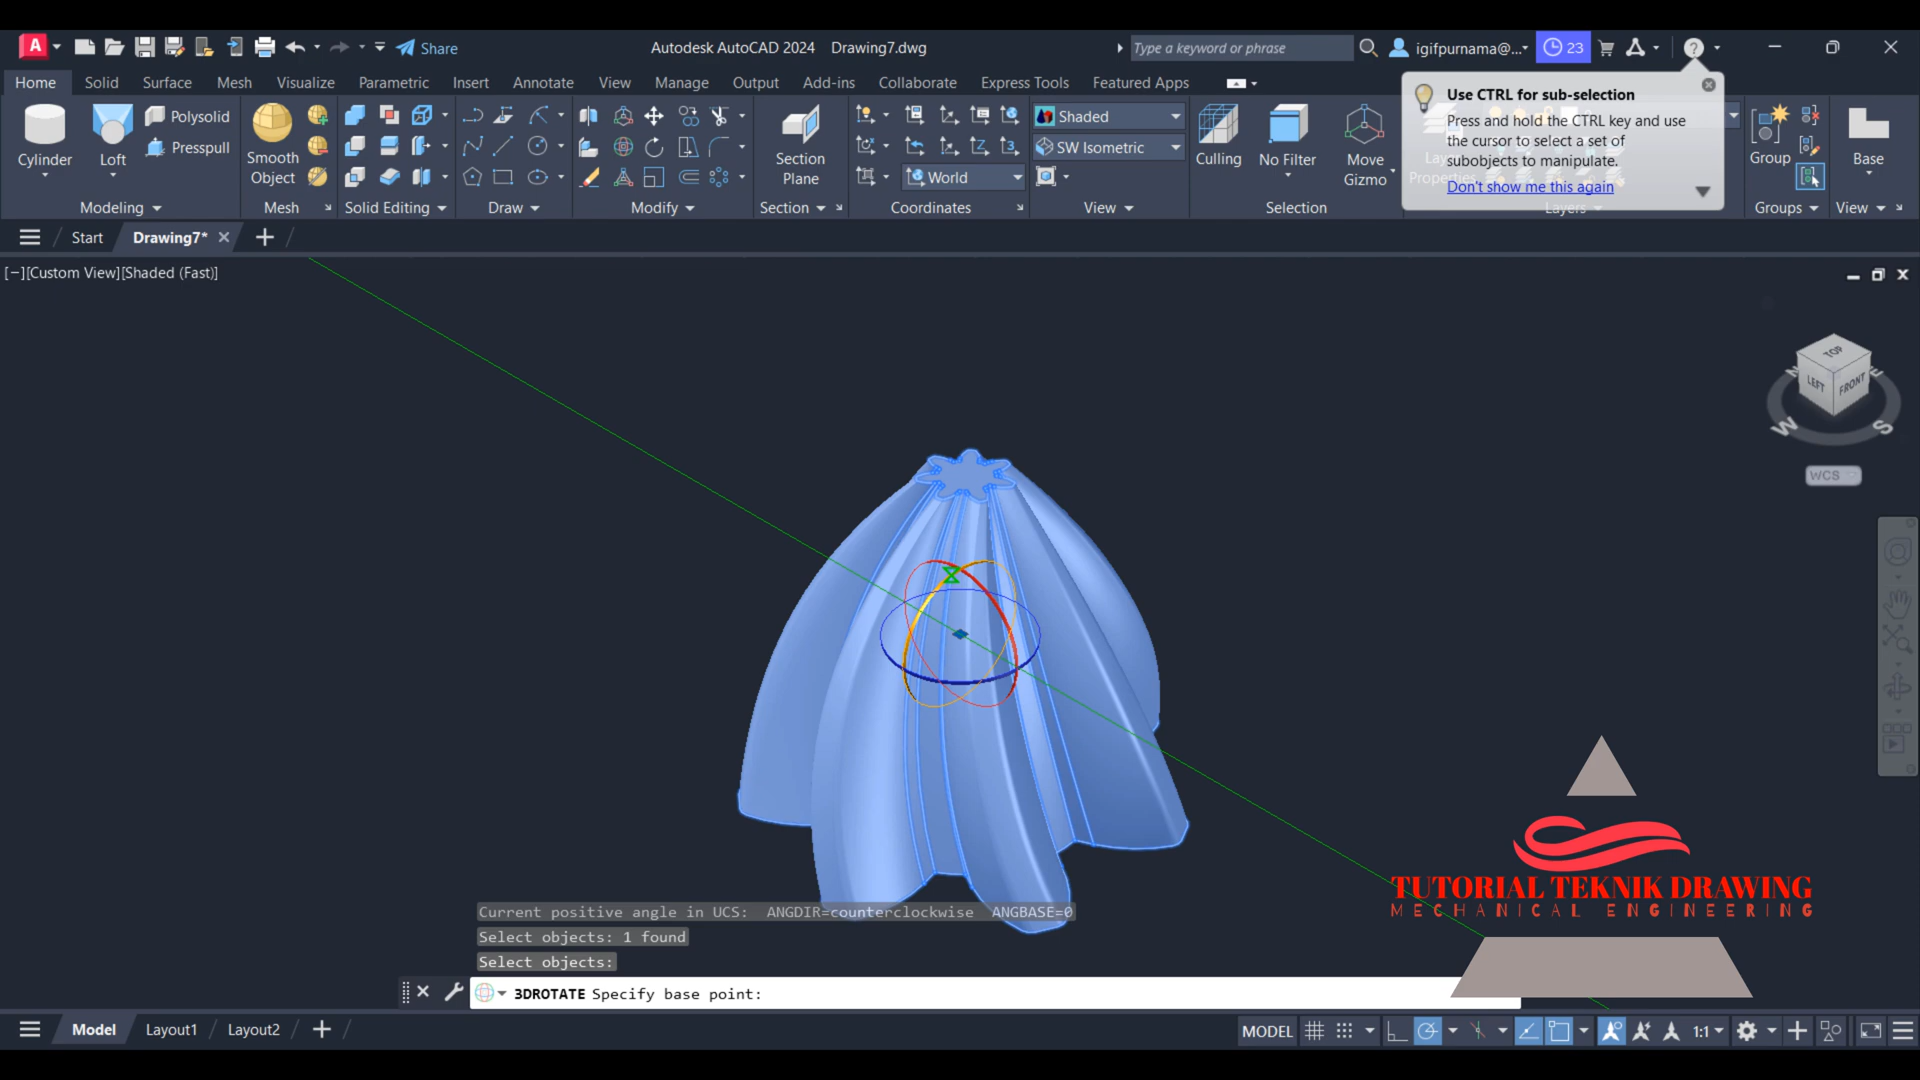 A
Share
Autodesk AutoCAD 2024 Drawing7.dwg
Type a keyword or phrase
igifpurnama@...
23
?
Home Solid Surface Mesh Visualize Parametric Insert Annotate View Manage Output Add-ins Collaborate Express Tools Featured Apps
Cylinder
Loft
Polysolid
Presspull
Smooth
Object
World
Section
Plane
Shaded
SW Isometric
Culling
No Filter
Move
Gizmo
Use CTRL for sub-selection
Press and hold the CTRL key and use
the cursor to select a set of
subobjects to manipulate.
Don't show me this again
Group
Base
Modeling Mesh Solid Editing Draw Modify Section Coordinates View Selection Layers Groups View
Start Drawing7*
[−][Custom View][Shaded (Fast)]
TOP
LEFT
FRONT
N
E
W
S
WCS
Current positive angle in UCS: ANGDIR=counterclockwise ANGBASE=0
Select objects: 1 found
Select objects:
3DROTATE Specify base point:
TUTORIAL TEKNIK DRAWING
MECHANICAL ENGINEERING
Model Layout1 Layout2
MODEL
1:1